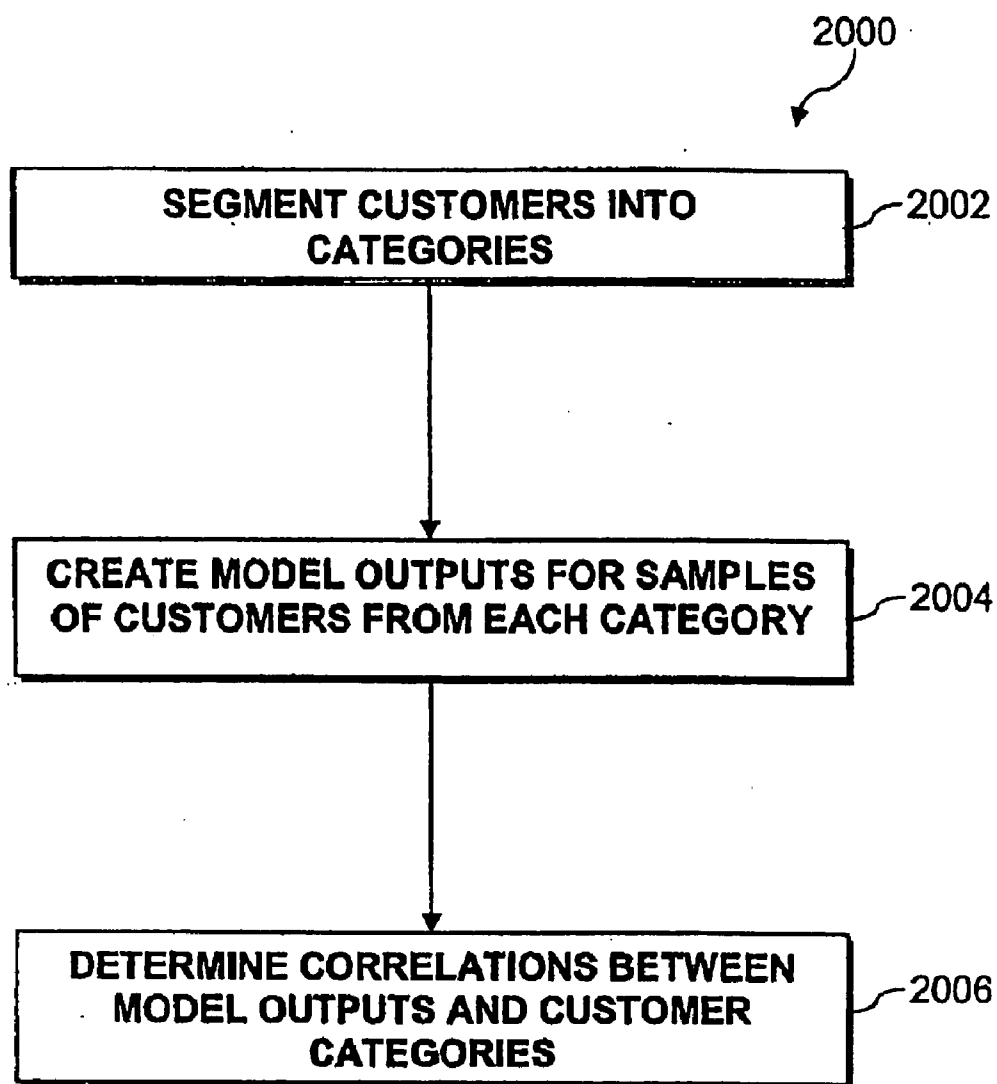 2000
SEGMENT CUSTOMERS INTO
CATEGORIES
2002
CREATE MODEL OUTPUTS FOR SAMPLES
OF CUSTOMERS FROM EACH CATEGORY
2004
DETERMINE CORRELATIONS BETWEEN
MODEL OUTPUTS AND CUSTOMER
CATEGORIES
2006